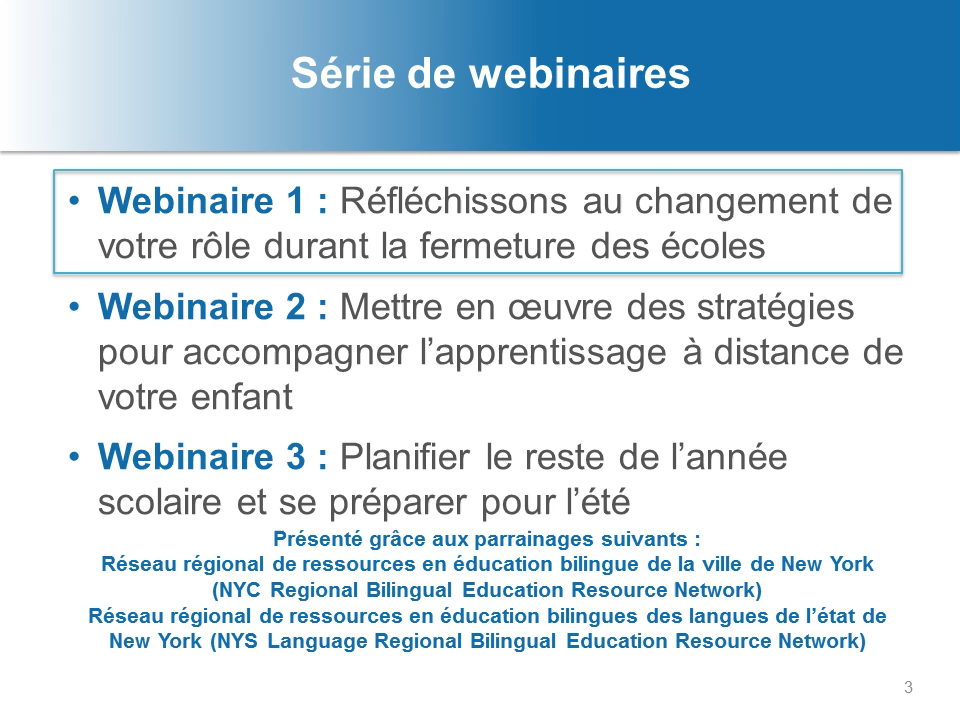 Série de webinaires
• Webinaire 1 : Réfléchissons au changement de
votre rôle durant la fermeture des écoles
• Webinaire 2 : Mettre en œuvre des stratégies
pour accompagner l’apprentissage à distance de
votre enfant
• Webinaire 3 : Planifier le reste de l’année
scolaire et se préparer pour l’été
Présenté grâce aux parrainages suivants :
Réseau régional de ressources en éducation bilingue de la ville de New York
(NYC Regional Bilingual Education Resource Network)
Réseau régional de ressources en éducation bilingues des langues de l’état de
New York (NYS Language Regional Bilingual Education Resource Network)
3